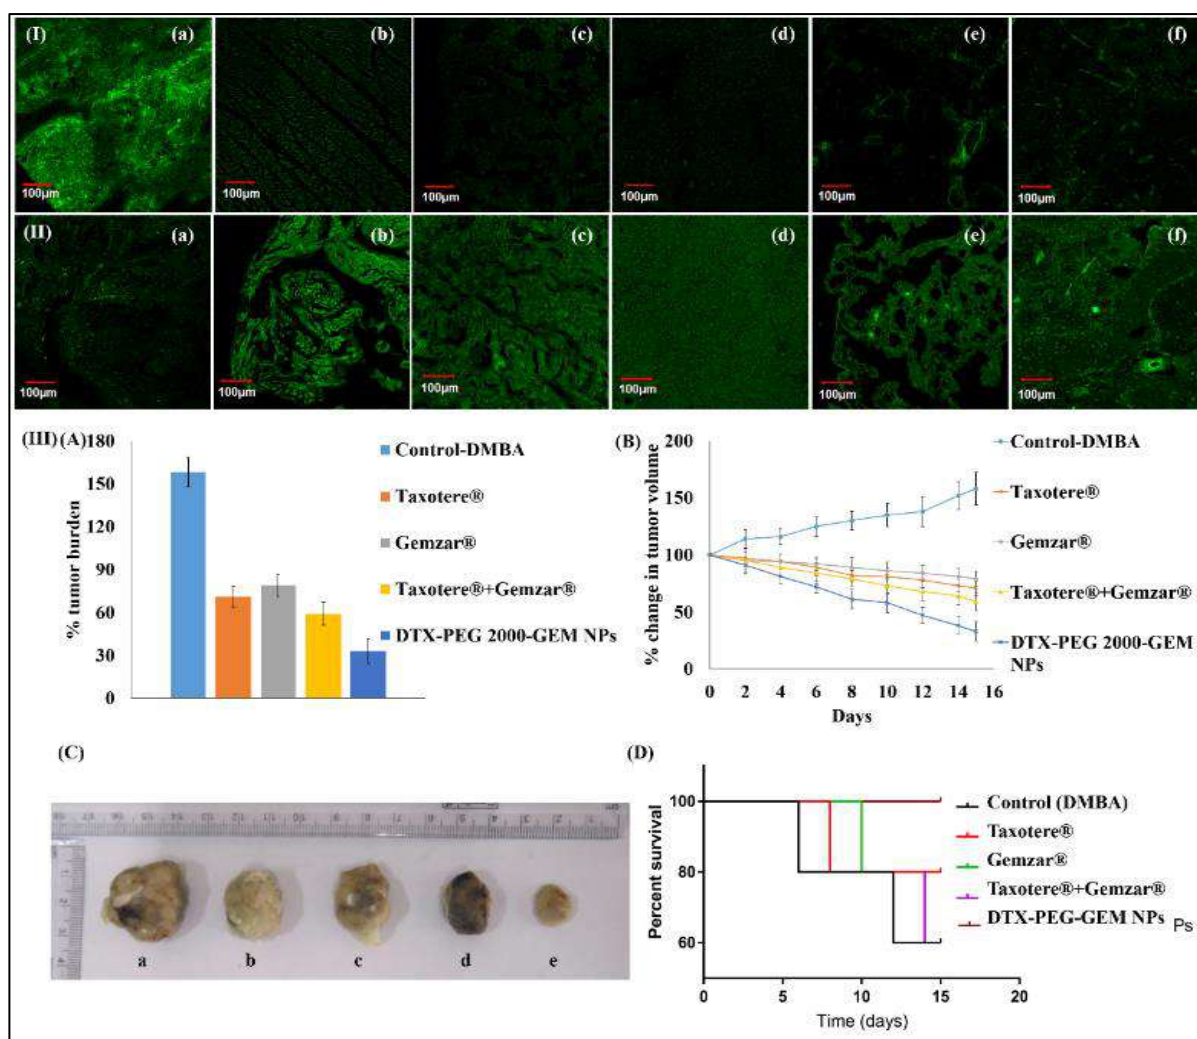 (I) (a) (b) (c) (d) (e) (f)
100µm 100µm 100µm 100µm 100µm 100µm
(II) (a) (b) (c) (d) (e) (f)
100µm 100µm 100µm 100µm 100µm 100µm
(III) (A)
% tumor burden
180
150
120
90
60
30
0
Control-DMBA
Taxotere®
Gemzar®
Taxotere®+Gemzar®
DTX-PEG 2000-GEM NPs
(B)
% change in tumor volume
200
150
100
50
0
0 2 4 6 8 10 12 14 16
Days
Control-DMBA
Taxotere®
Gemzar®
Taxotere®+Gemzar®
DTX-PEG 2000-GEM
NPs
(C)
a b c d e
(D)
Percent survival
100
80
60
0 5 10 15 20
Time (days)
Control (DMBA)
Taxotere®
Gemzar®
Taxotere®+Gemzar®
DTX-PEG-GEM NPs
Ps